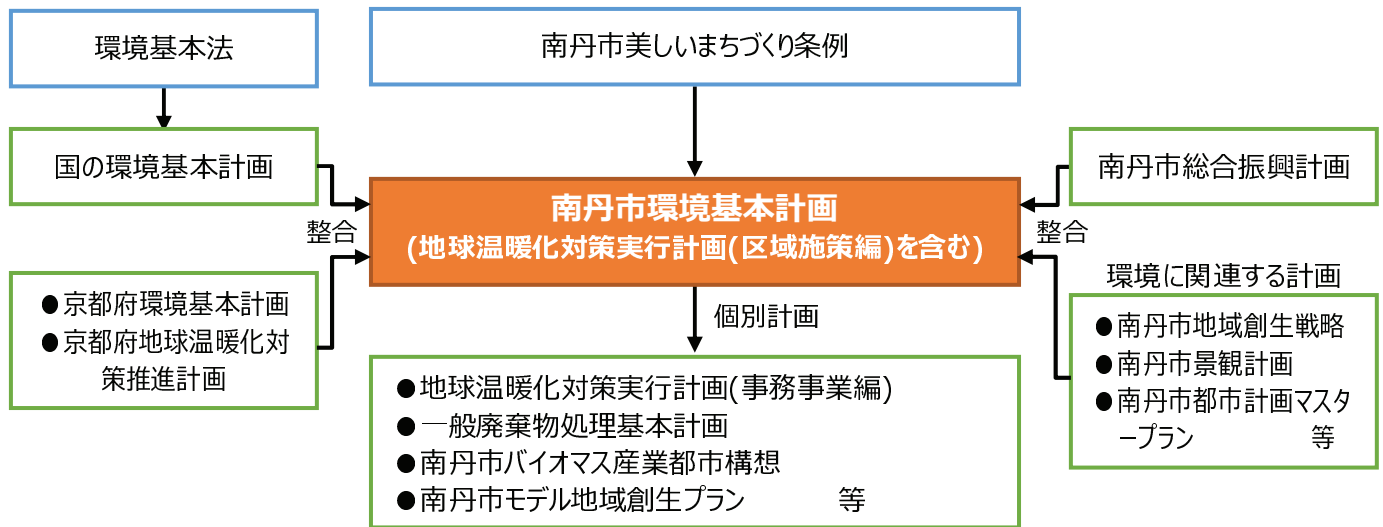 環境基本法
南丹市美しいまちづくり条例
国の環境基本計画
南丹市総合振興計画
南丹市環境基本計画
(地球温暖化対策実行計画(区域施策編)を含む)
整合
整合
●京都府環境基本計画
●京都府地球温暖化対
策推進計画
個別計画
環境に関連する計画
●南丹市地域創生戦略
●南丹市景観計画
●南丹市都市計画マスタ
ープラン 等
●地球温暖化対策実行計画(事務事業編)
●一般廃棄物処理基本計画
●南丹市バイオマス産業都市構想
●南丹市モデル地域創生プラン 等